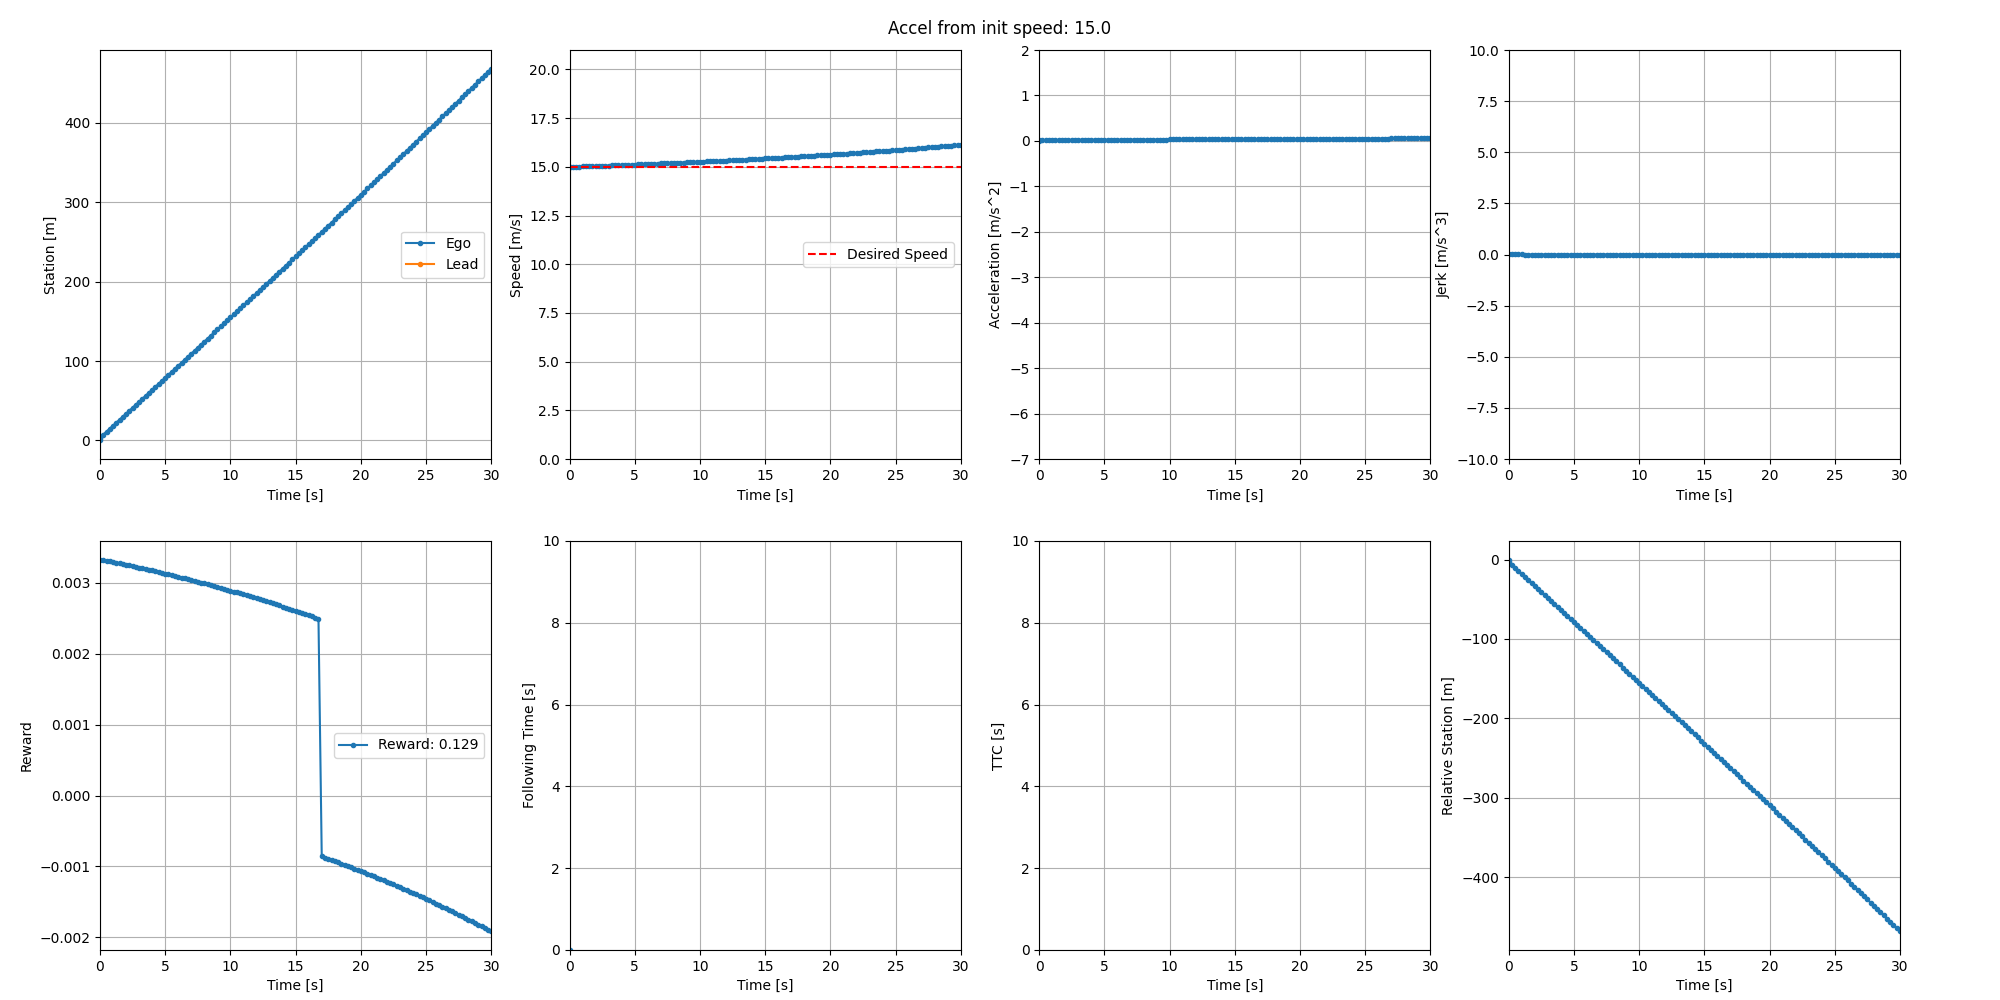 Accel from init speed: 15.0
Station [m]
400
300
200
100
0
Ego
Lead
0 5 10 15 20 25 30
Time [s]
Speed [m/s]
20.0
17.5
15.0
12.5
10.0
7.5
5.0
2.5
0.0
Desired Speed
0 5 10 15 20 25 30
Time [s]
Acceleration [m/s^2]
2
1
0
−1
−2
−3
−4
−5
−6
−7
0 5 10 15 20 25 30
Time [s]
Jerk [m/s^3]
10.0
7.5
5.0
2.5
0.0
−2.5
−5.0
−7.5
−10.0
0 5 10 15 20 25 30
Time [s]
Reward
0.003
0.002
0.001
0.000
−0.001
−0.002
Reward: 0.129
0 5 10 15 20 25 30
Time [s]
Following Time [s]
10
8
6
4
2
0
0 5 10 15 20 25 30
Time [s]
TTC [s]
10
8
6
4
2
0
0 5 10 15 20 25 30
Time [s]
Relative Station [m]
0
−100
−200
−300
−400
0 5 10 15 20 25 30
Time [s]